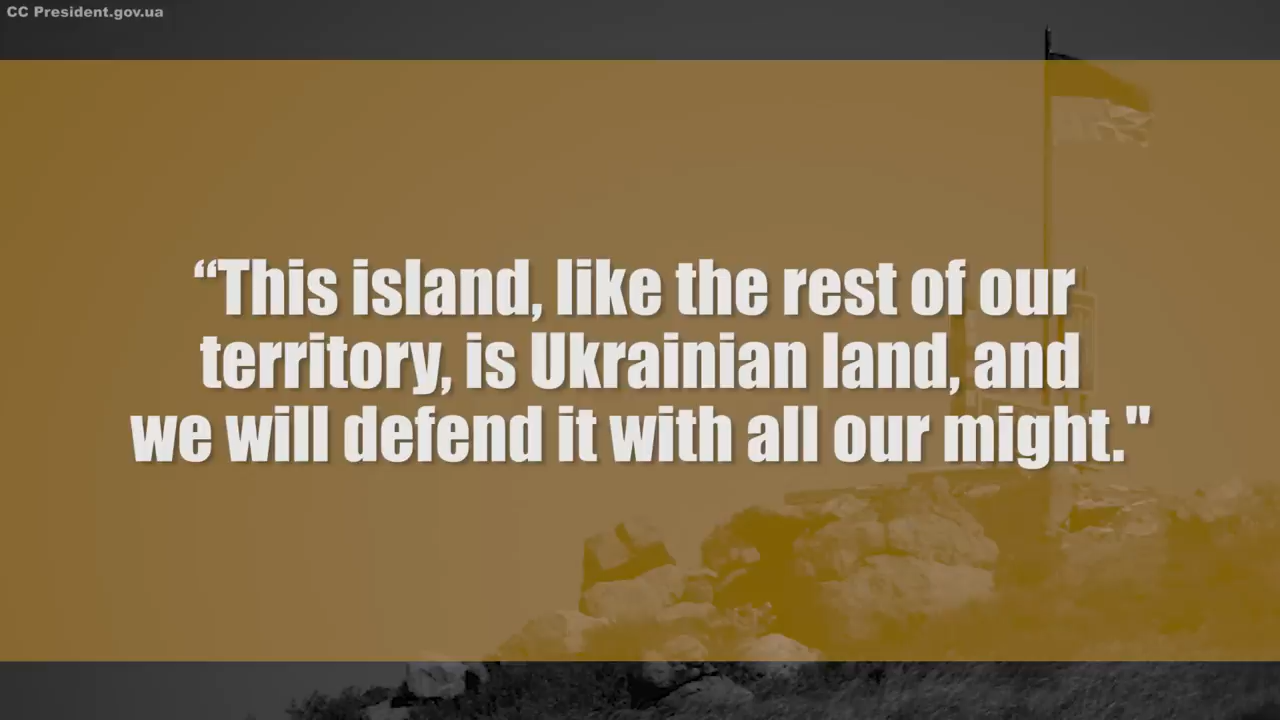 CC President.gov.ua
“This island, like the rest of our
territory, is Ukrainian land, and
we will defend it with all our might."